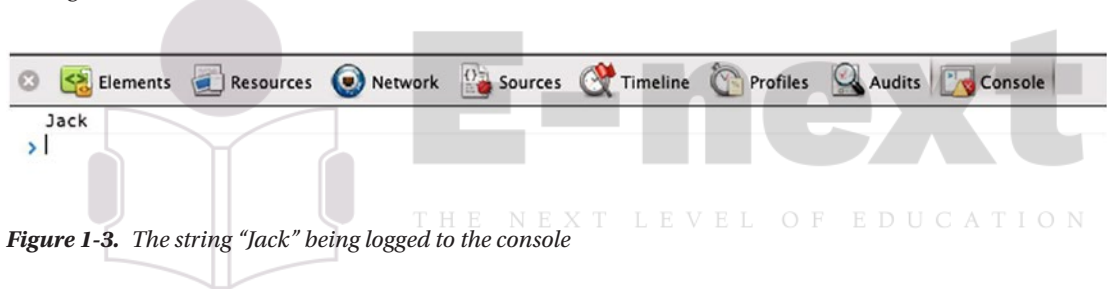 Elements Resources Network Sources Timeline Profiles Audits Console
Jack
>
E-next
THE NEXT LEVEL OF EDUCATION
Figure 1-3. The string “Jack” being logged to the console